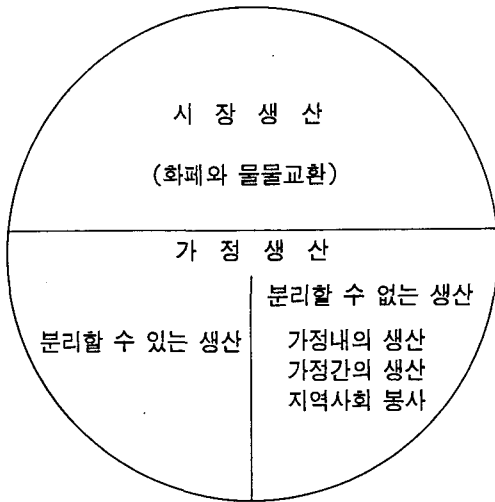 시 장 생 산
(화폐와 물물교환)
가 정 생 산
분리할 수 없는 생산
분리할 수 있는 생산
가정내의 생산
가정간의 생산
지역사회 봉사